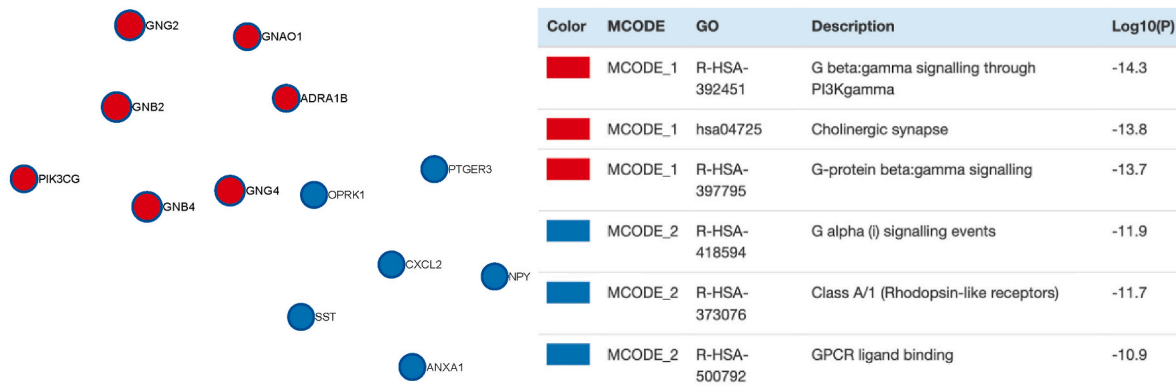 GNG2
GNAO1
GNB2
ADRA1B
PIK3CG
GNB4
GNG4
OPRK1
PTGER3
CXCL2
NPY
SST
ANXA1
Color MCODE GO Description Log10(P)
MCODE_1 R-HSA- G beta:gamma signalling through -14.3
392451 PI3Kgamma
MCODE_1 hsa04725 Cholinergic synapse -13.8
MCODE_1 R-HSA- G-protein beta:gamma signalling -13.7
397795
MCODE_2 R-HSA- G alpha (i) signalling events -11.9
418594
MCODE_2 R-HSA- Class A/1 (Rhodopsin-like receptors) -11.7
373076
MCODE_2 R-HSA- GPCR ligand binding -10.9
500792